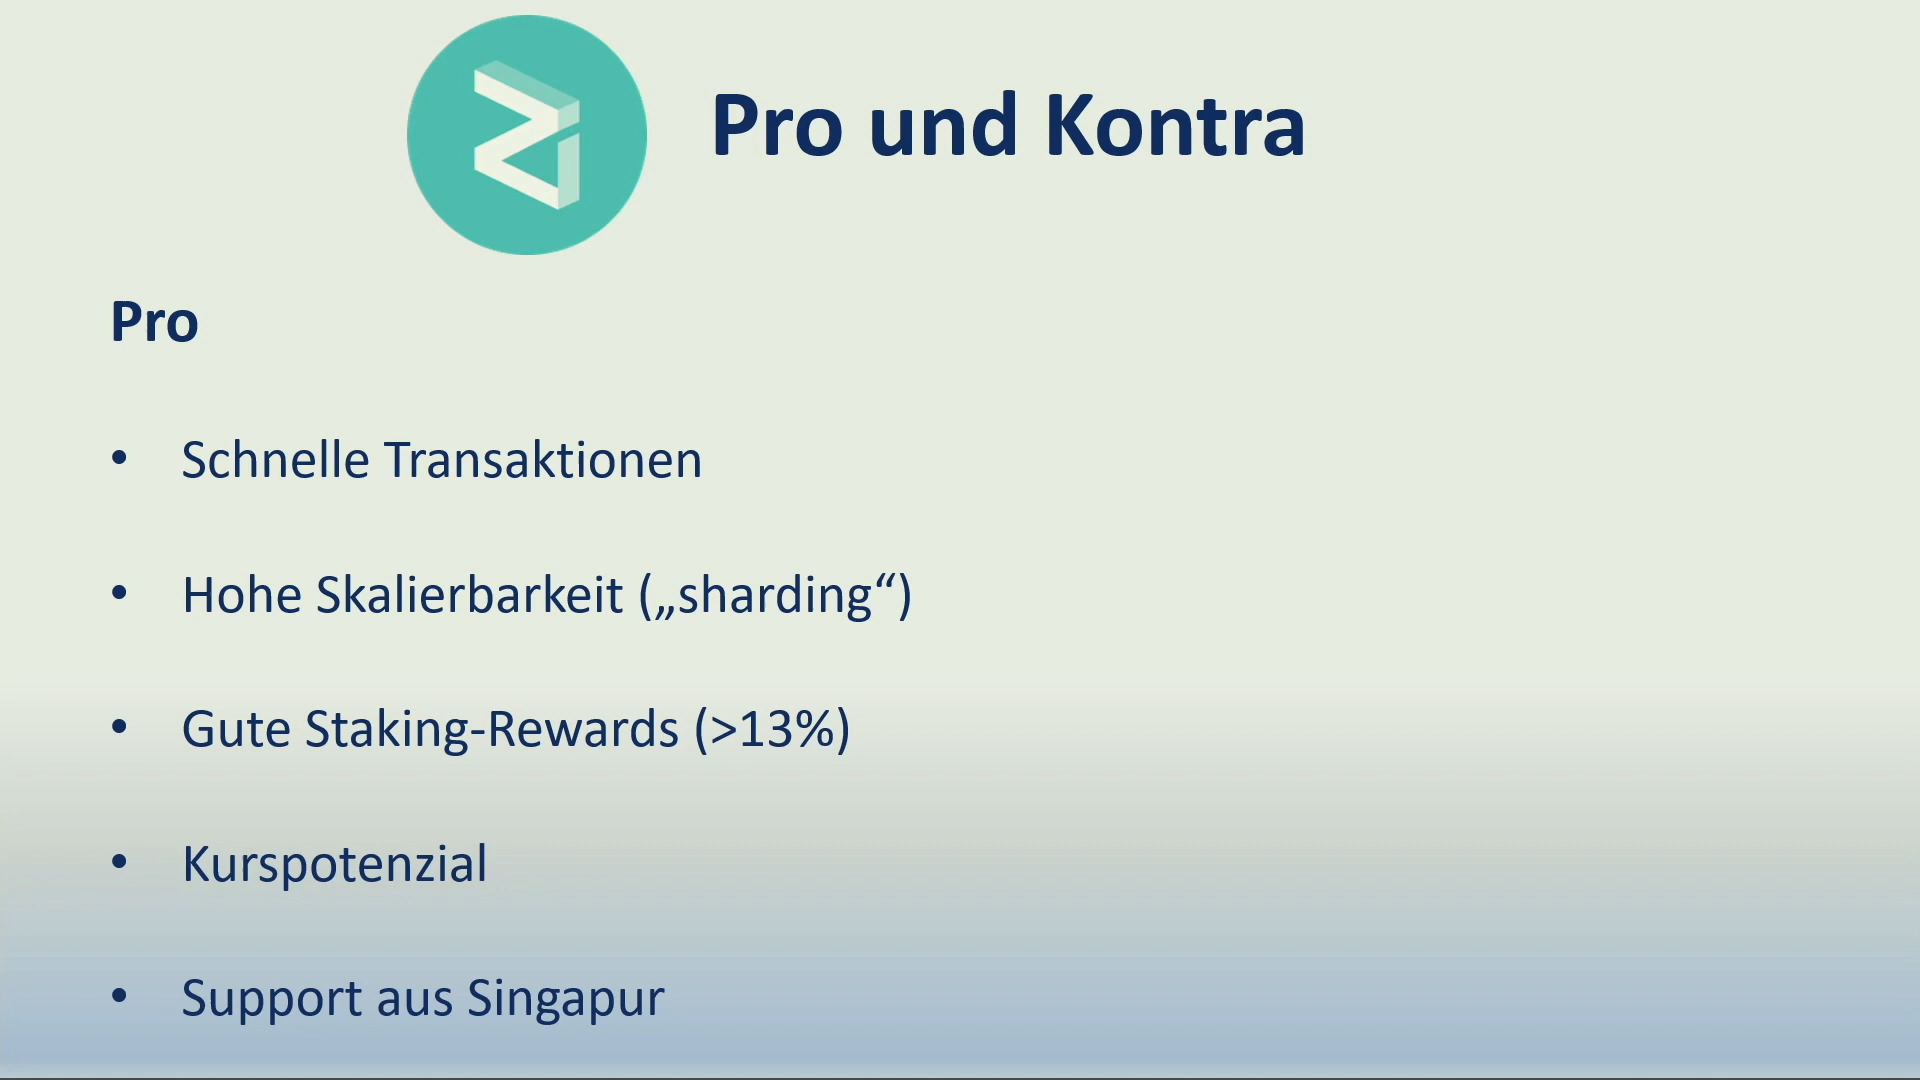 Pro und Kontra
Pro
• Schnelle Transaktionen
• Hohe Skalierbarkeit („sharding“)
• Gute Staking-Rewards (>13%)
• Kurspotenzial
• Support aus Singapur